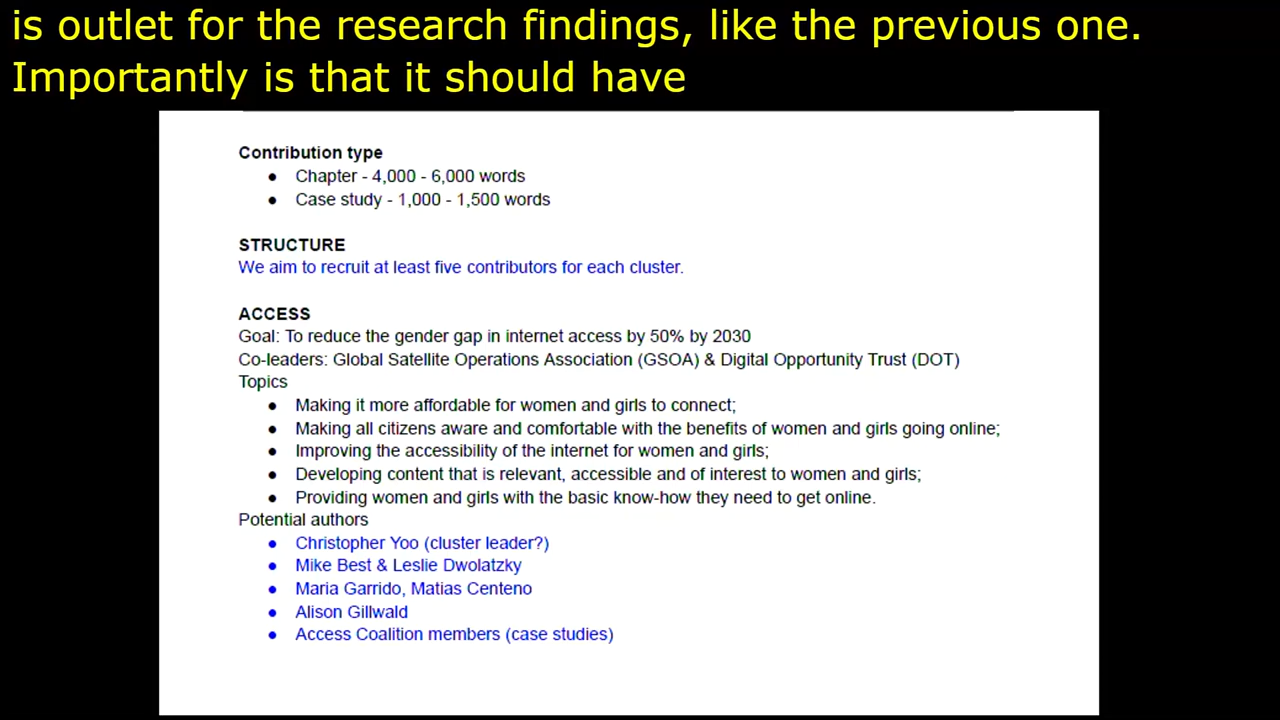 is outlet for the research findings, like the previous one.
Importantly is that it should have
Contribution type
● Chapter - 4,000 - 6,000 words
● Case study - 1,000 - 1,500 words
STRUCTURE
We aim to recruit at least five contributors for each cluster.
ACCESS
Goal: To reduce the gender gap in internet access by 50% by 2030
Co-leaders: Global Satellite Operations Association (GSOA) & Digital Opportunity Trust (DOT)
Topics
● Making it more affordable for women and girls to connect;
● Making all citizens aware and comfortable with the benefits of women and girls going online;
● Improving the accessibility of the internet for women and girls;
● Developing content that is relevant, accessible and of interest to women and girls;
● Providing women and girls with the basic know-how they need to get online.
Potential authors
● Christopher Yoo (cluster leader?)
● Mike Best & Leslie Dwolatzky
● Maria Garrido, Matias Centeno
● Alison Gillwald
● Access Coalition members (case studies)